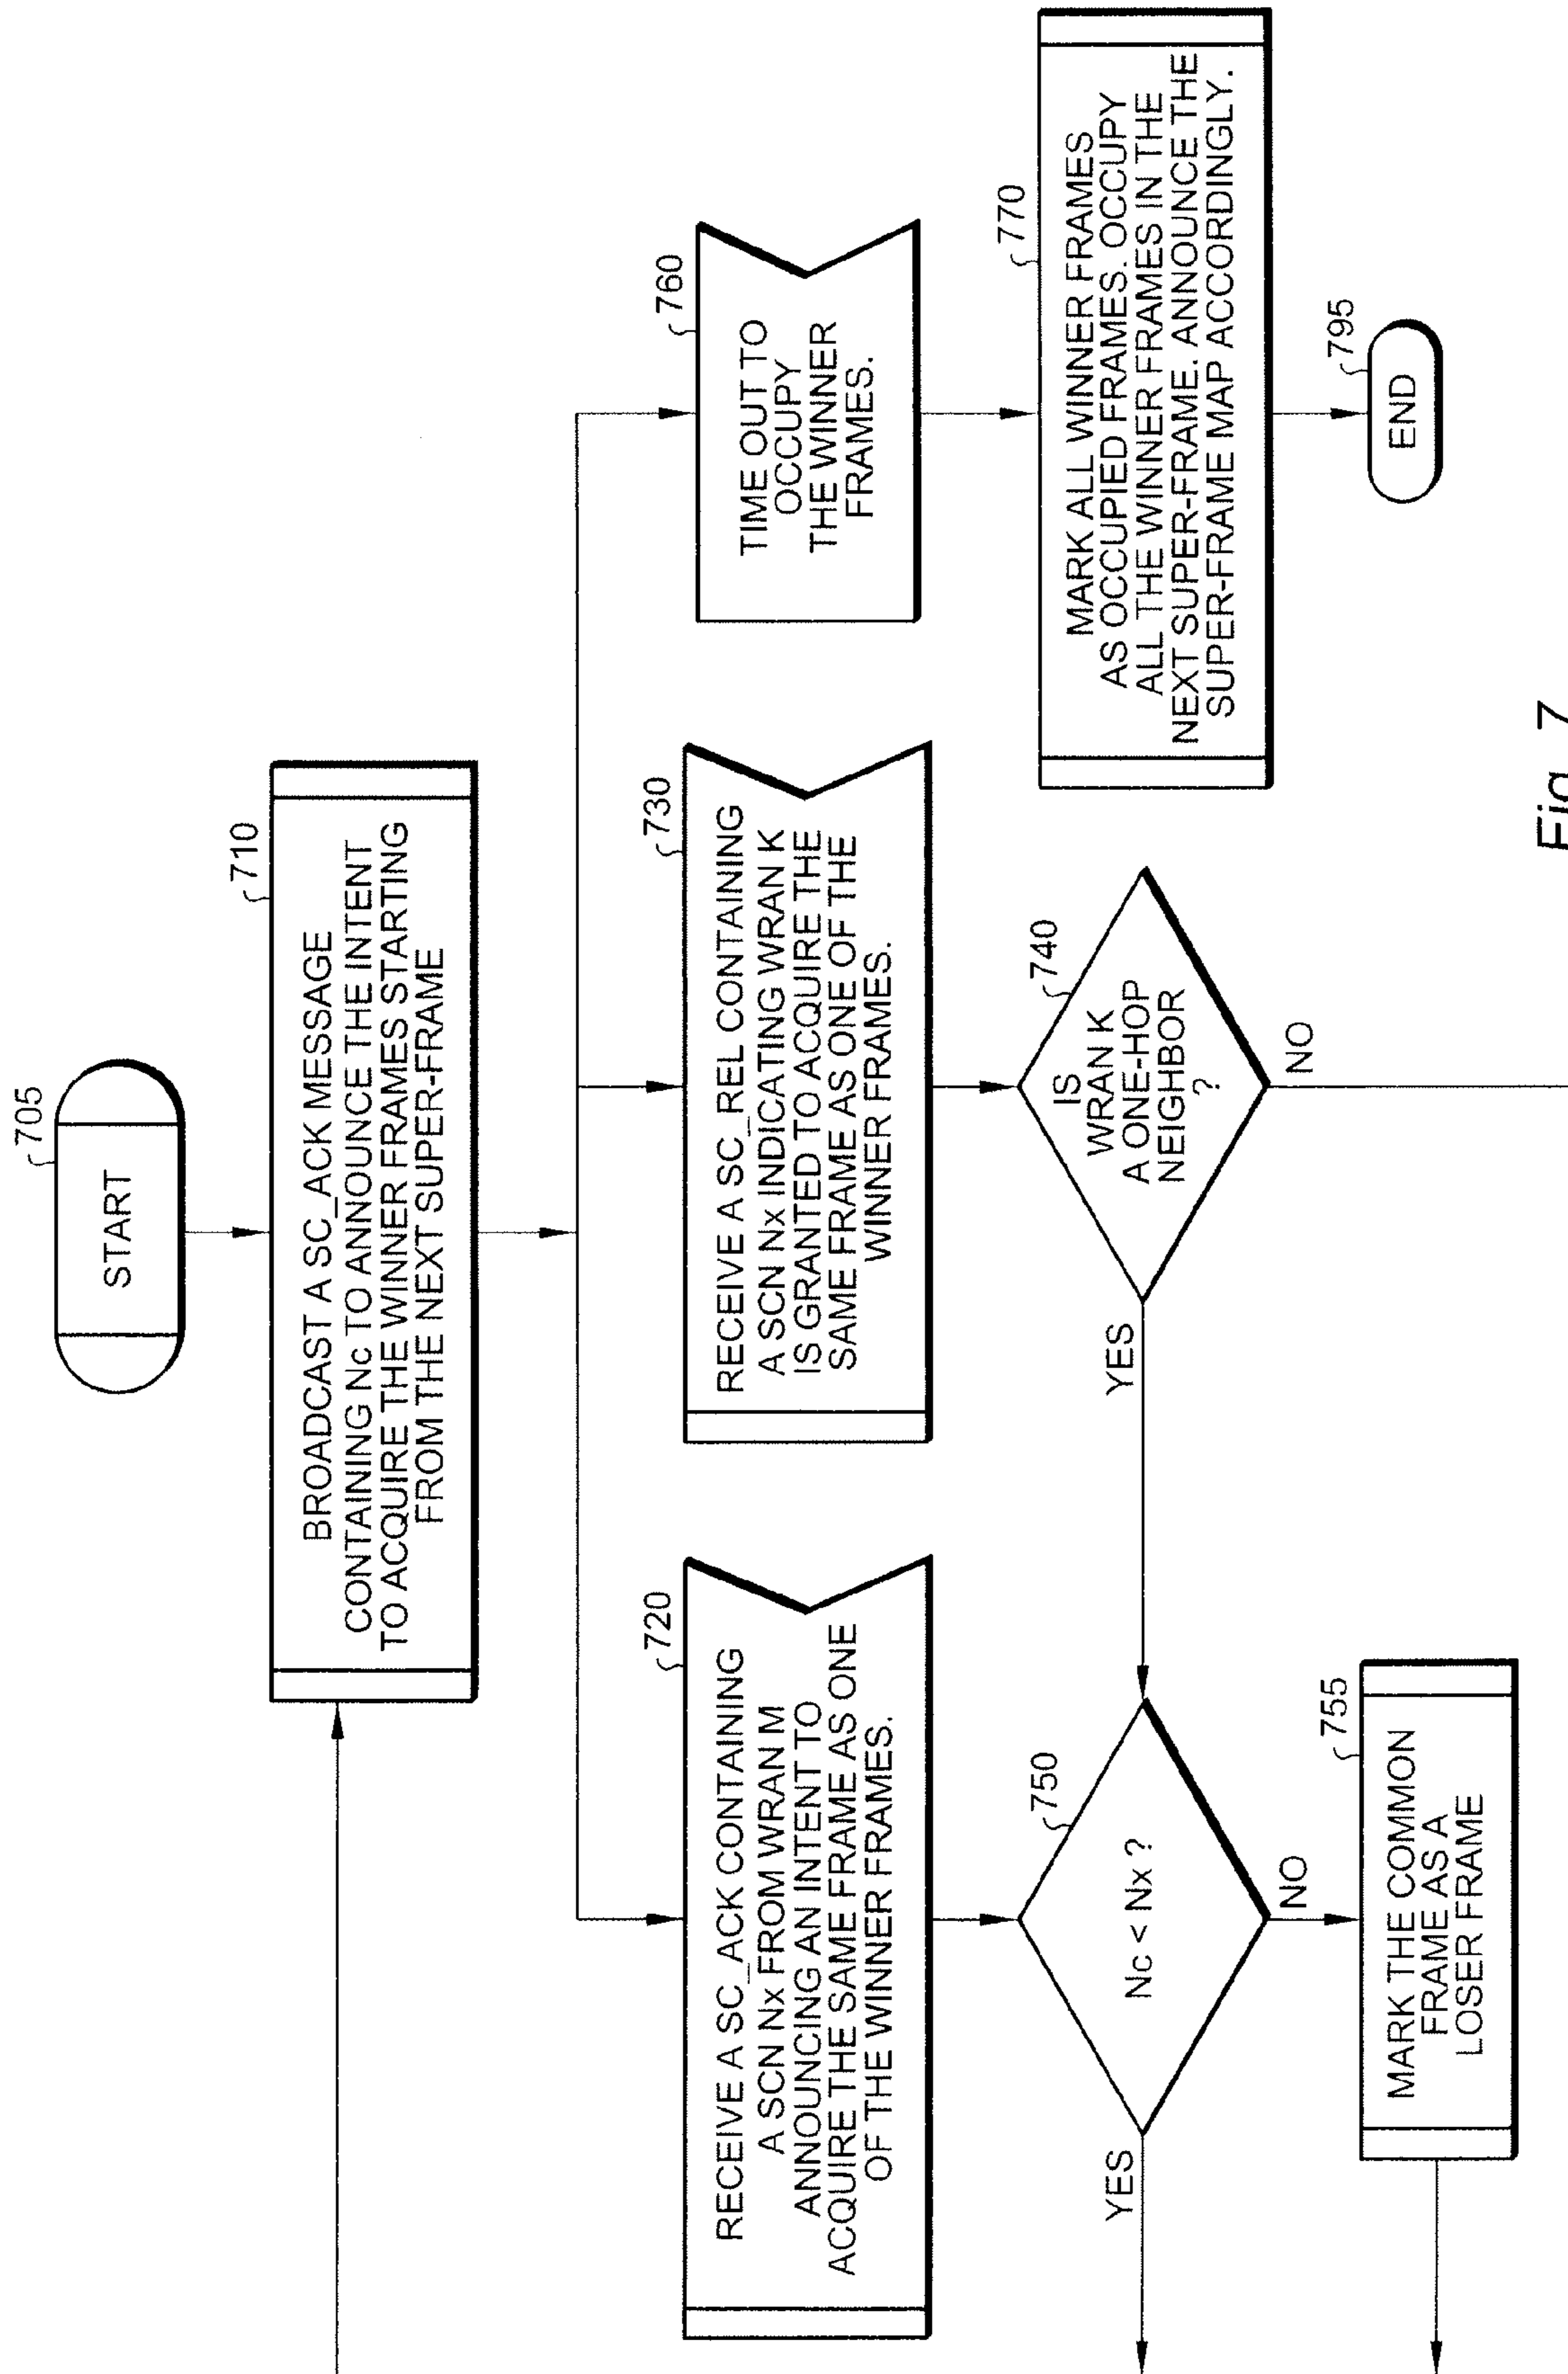 705
START
710
BROADCAST A SC_ACK MESSAGE
CONTAINING Nc TO ANNOUNCE THE INTENT
TO ACQUIRE THE WINNER FRAMES STARTING
FROM THE NEXT SUPER-FRAME
720
RECEIVE A SC_ACK CONTAINING
A SCN Nx FROM WRAN M
ANNOUNCING AN INTENT TO
ACQUIRE THE SAME FRAME AS ONE
OF THE WINNER FRAMES.
730
RECEIVE A SC_REL CONTAINING
A SCN Nx INDICATING WRAN K
IS GRANTED TO ACQUIRE THE
SAME FRAME AS ONE OF THE
WINNER FRAMES.
760
TIME OUT TO
OCCUPY
THE WINNER
FRAMES.
750
Nc < Nx ?
YES
NO
740
IS
WRAN K
A ONE-HOP
NEIGHBOR
?
YES
NO
770
MARK ALL WINNER FRAMES
AS OCCUPIED FRAMES. OCCUPY
ALL THE WINNER FRAMES IN THE
NEXT SUPER-FRAME. ANNOUNCE THE
SUPER-FRAME MAP ACCORDINGLY.
755
MARK THE COMMON
FRAME AS A
LOSER FRAME
795
END
Fig. 7